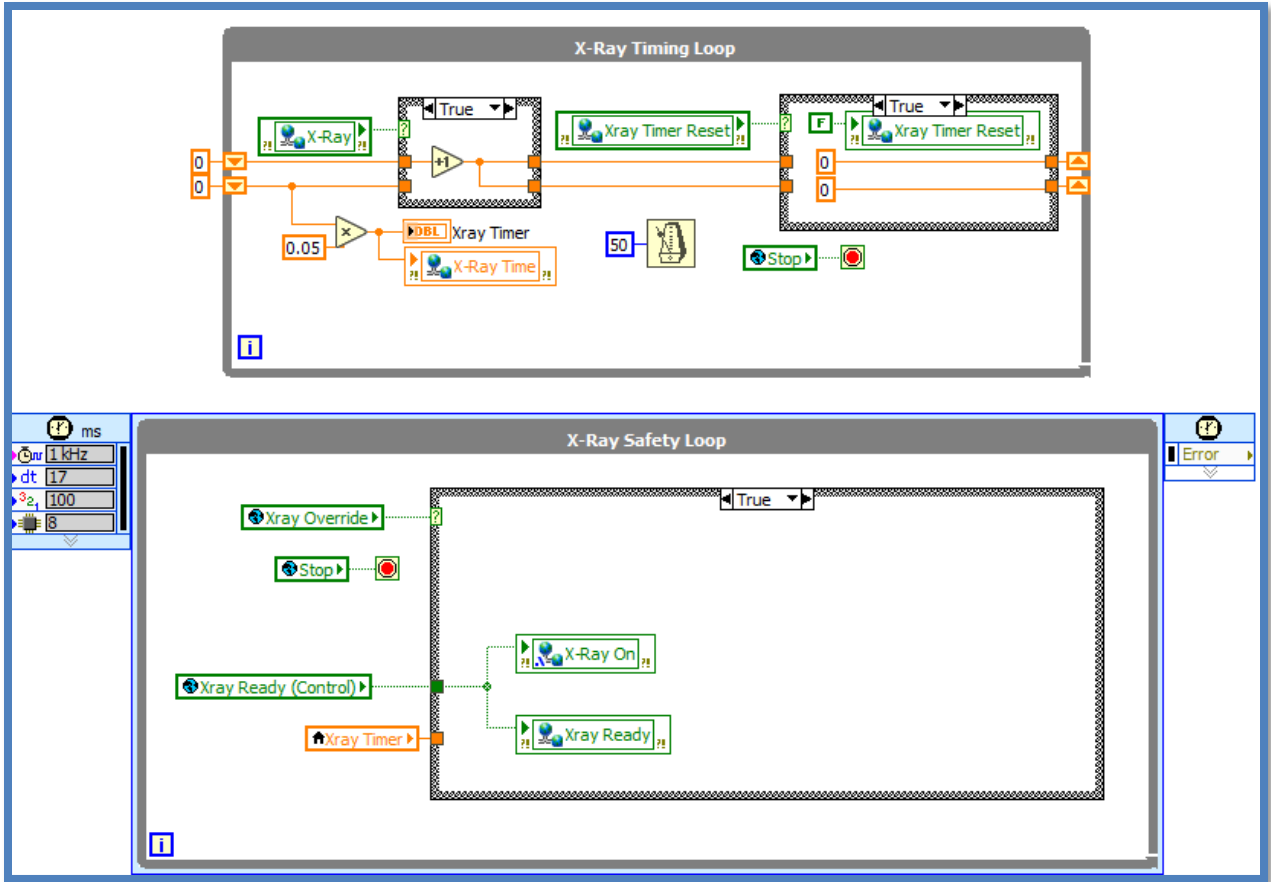 X-Ray Timing Loop
True
True
X-Ray
Xray Timer Reset
F
Xray Timer Reset
0
+1
0
0
0
0.05
x
DBL
Xray Timer
50
Stop
X-Ray Time
i
ms
1 kHz
dt 17
100
8
X-Ray Safety Loop
Error
True
Xray Override
Stop
X-Ray On
Xray Ready (Control)
Xray Ready
Xray Timer
i